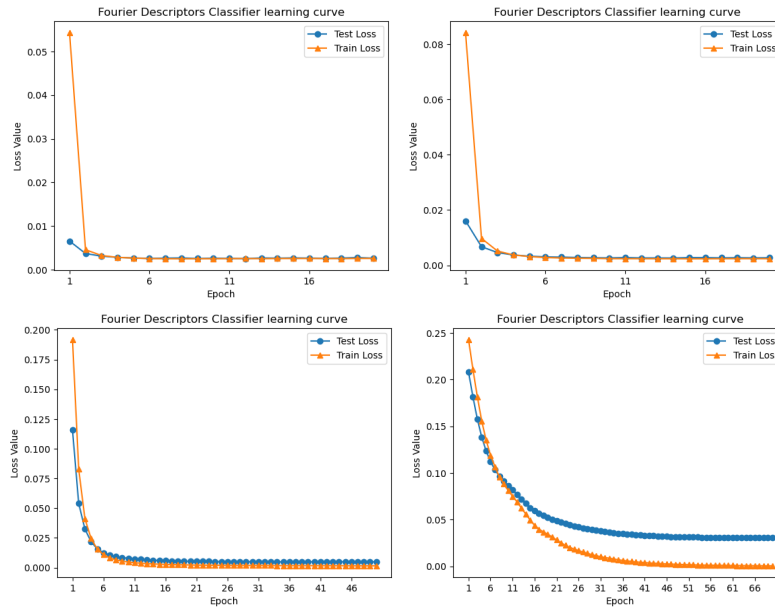 Fourier Descriptors Classifier learning curve
Test Loss
Train Loss
0.05
0.04
0.03
0.02
0.01
0.00
Loss Value
1 6 11 16
Epoch
Fourier Descriptors Classifier learning curve
Test Loss
Train Loss
0.08
0.06
0.04
0.02
0.00
Loss Value
1 6 11 16
Epoch
Fourier Descriptors Classifier learning curve
Test Loss
Train Loss
0.200
0.175
0.150
0.125
0.100
0.075
0.050
0.025
0.000
Loss Value
1 6 11 16 21 26 31 36 41 46
Epoch
Fourier Descriptors Classifier learning curve
Test Loss
Train Loss
0.25
0.20
0.15
0.10
0.05
0.00
Loss Value
1 6 11 16 21 26 31 36 41 46 51 56 61 66
Epoch